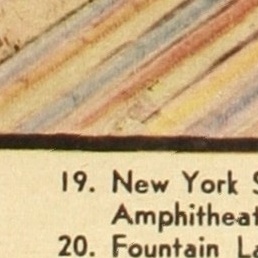 19. New York S
Amphitheat
20. Fountain La